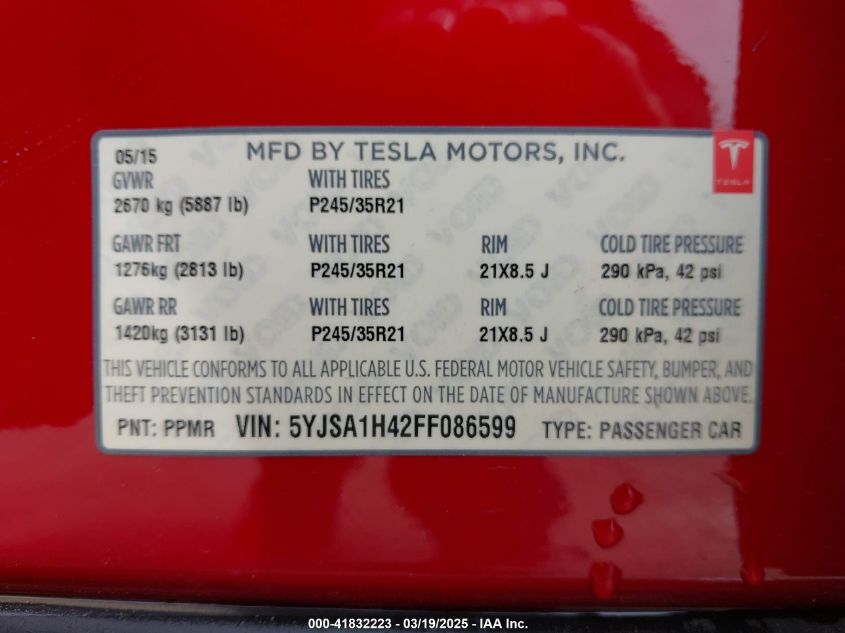 05/15 MFD BY TESLA MOTORS, INC.
TESLA
GVWR WITH TIRES
2670 kg (5887 lb) P245/35R21
GAWR FRT WITH TIRES RIM COLD TIRE PRESSURE
1276kg (2813 lb) P245/35R21 21X8.5 J 290 kPa, 42 psi
GAWR RR WITH TIRES RIM COLD TIRE PRESSURE
1420kg (3131 lb) P245/35R21 21X8.5 J 290 kPa, 42 psi
THIS VEHICLE CONFORMS TO ALL APPLICABLE U.S. FEDERAL MOTOR VEHICLE SAFETY, BUMPER, AND
THEFT PREVENTION STANDARDS IN EFFECT ON THE DATE OF MANUFACTURE SHOWN ABOVE.
PNT: PPMR VIN: 5YJSA1H42FF086599 TYPE: PASSENGER CAR
000-41832223 - 03/19/2025 - IAA Inc.